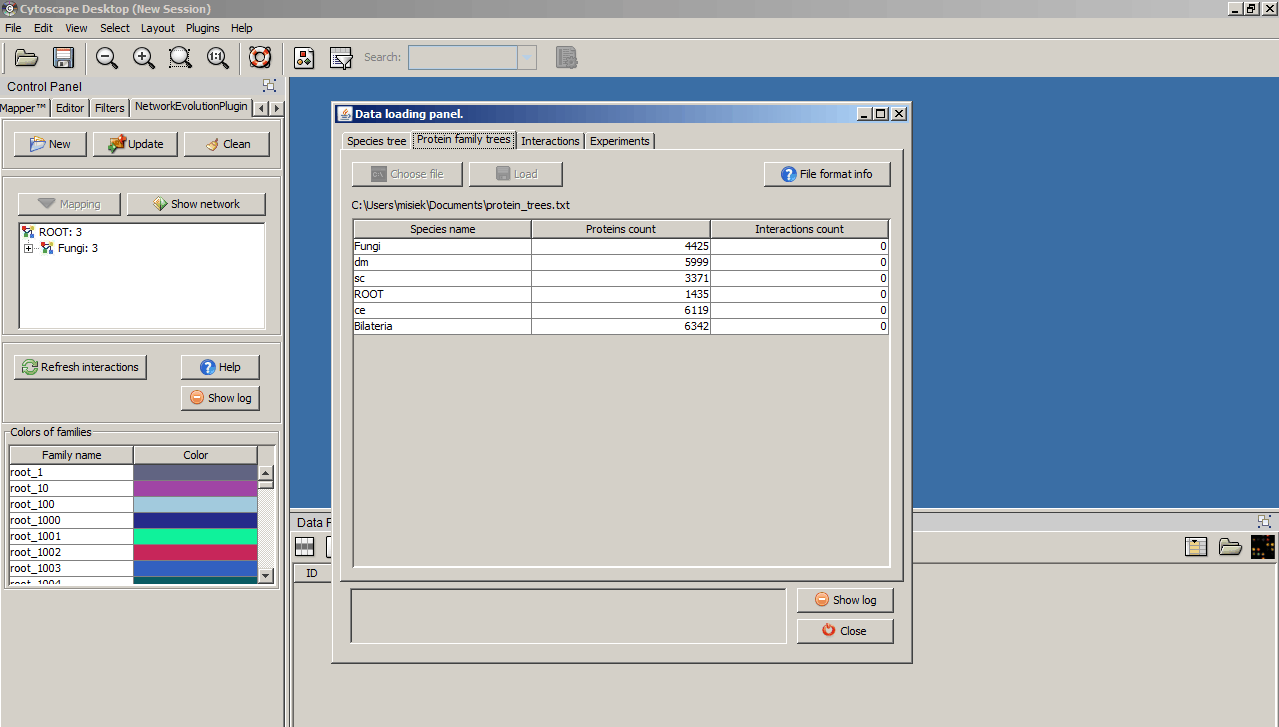 Cytoscape Desktop (New Session)
File Edit View Select Layout Plugins Help
Search:
Control Panel
Mapper™ Editor Filters NetworkEvolutionPlugin
New Update Clean
Mapping Show network
ROOT: 3
Fungi: 3
Refresh interactions Help
Show log
Colors of families
Family name Color
root_1
root_10
root_100
root_1000
root_1001
root_1002
root_1003
root_1004
Data loading panel.
Species tree Protein family trees Interactions Experiments
Choose file Load File format info
C:\Users\misiek\Documents\protein_trees.txt
Species name Proteins count Interactions count
Fungi 4425 0
dm 5999 0
sc 3371 0
ROOT 1435 0
ce 6119 0
Bilateria 6342 0
Show log
Close
Data P
ID